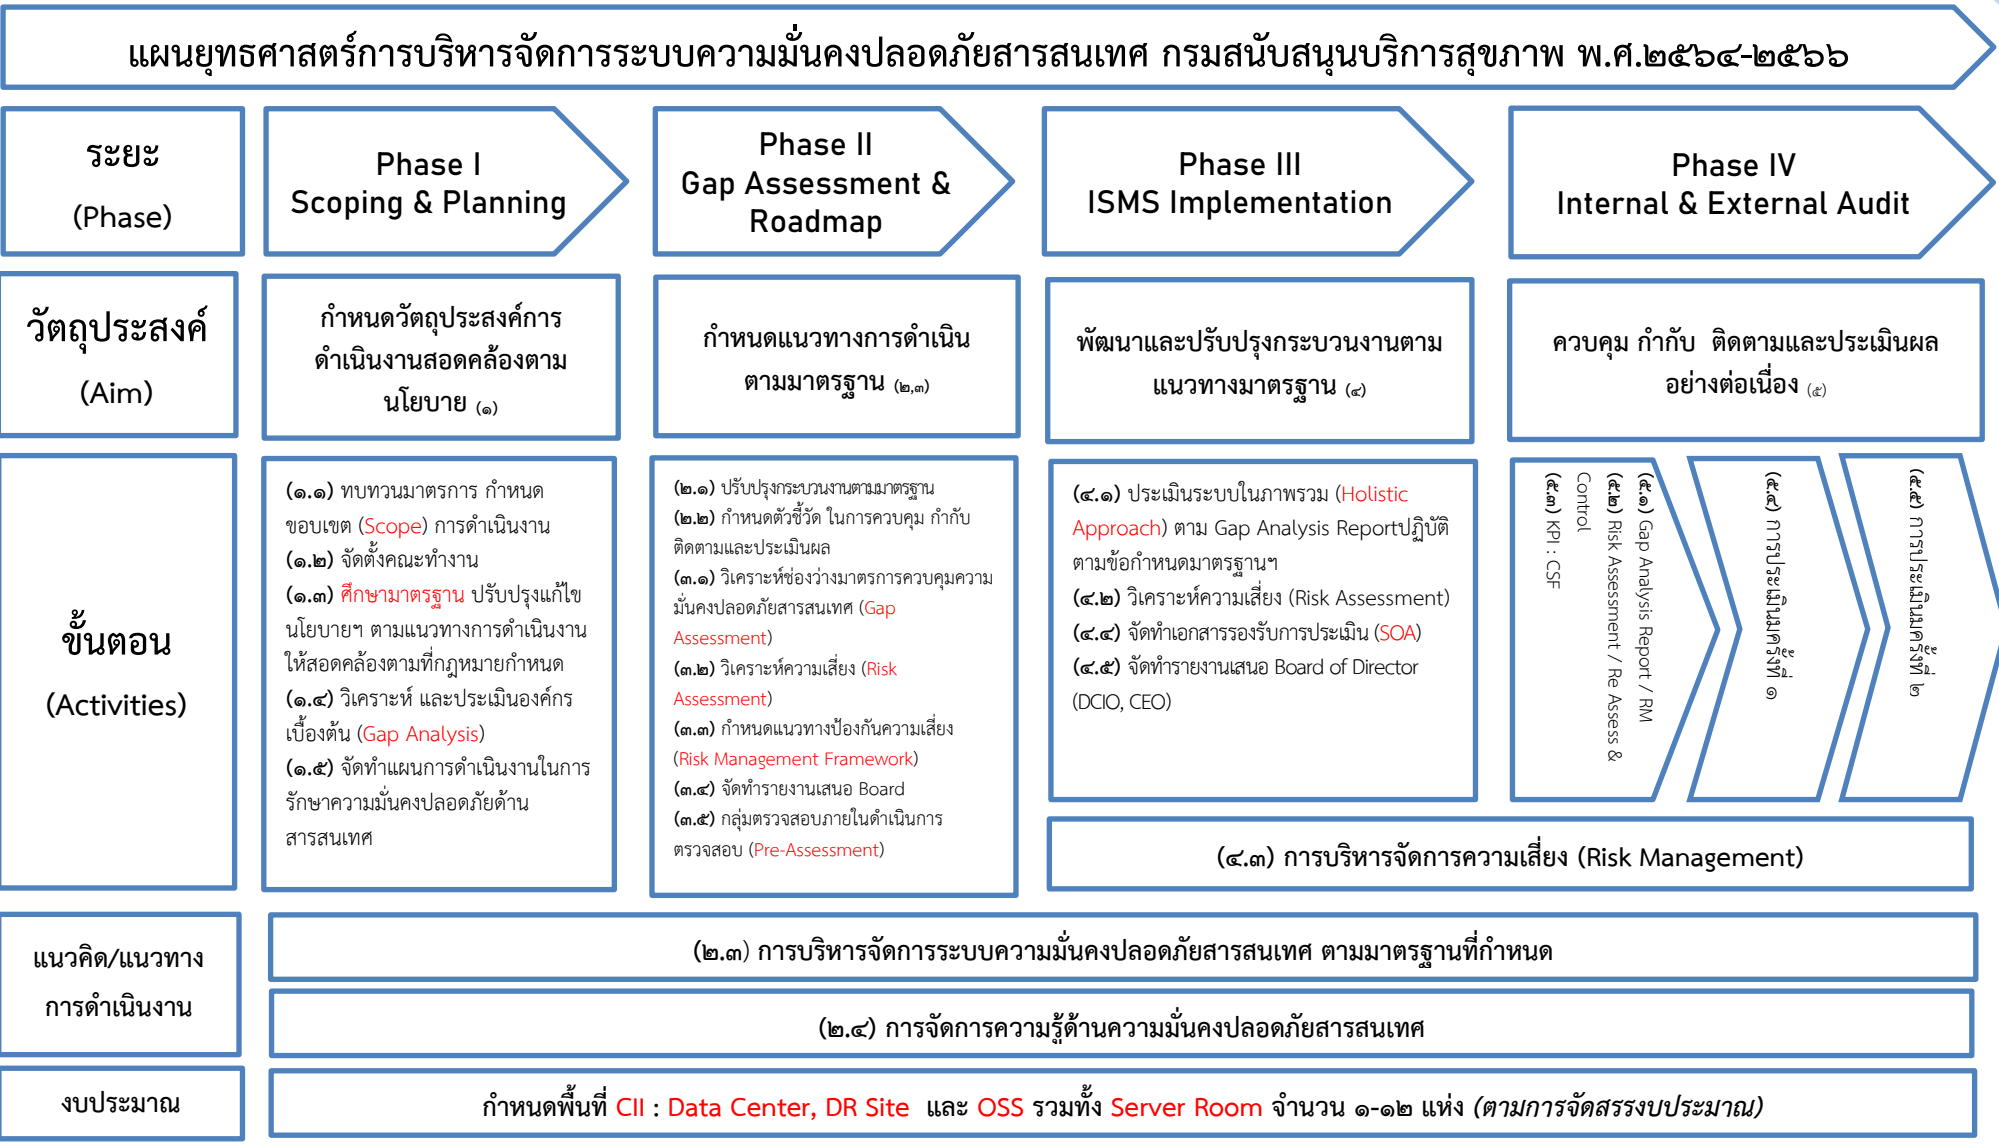 แผนยุทธศาสตร์การบริหารจัดการระบบความมั่นคงปลอดภัยสารสนเทศ กรมสนับสนุนบริการสุขภาพ พ.ศ.๒๕๖๔-๒๕๖๖
ระยะ
(Phase)
Phase I
Scoping & Planning
Phase II
Gap Assessment &
Roadmap
Phase III
ISMS Implementation
Phase IV
Internal & External Audit
วัตถุประสงค์
(Aim)
กำหนดวัตถุประสงค์การ
ดำเนินงานสอดคล้องตาม
นโยบาย (๑)
กำหนดแนวทางการดำเนิน
ตามมาตรฐาน (๒,๓)
พัฒนาและปรับปรุงกระบวนงานตาม
แนวทางมาตรฐาน (๔)
ควบคุม กำกับ ติดตามและประเมินผล
อย่างต่อเนื่อง (๕)
ขั้นตอน
(Activities)
(๑.๑) ทบทวนมาตรการ กำหนด
ขอบเขต (Scope) การดำเนินงาน
(๑.๒) จัดตั้งคณะทำงาน
(๑.๓) ศึกษามาตรฐาน ปรับปรุงแก้ไข
นโยบายฯ ตามแนวทางการดำเนินงาน
ให้สอดคล้องตามที่กฎหมายกำหนด
(๑.๔) วิเคราะห์ และประเมินองค์กร
เบื้องต้น (Gap Analysis)
(๑.๕) จัดทำแผนการดำเนินงานในการ
รักษาความมั่นคงปลอดภัยด้าน
สารสนเทศ
(๒.๑) ปรับปรุงกระบวนงานตามมาตรฐาน
(๒.๒) กำหนดตัวชี้วัด ในการควบคุม กำกับ
ติดตามและประเมินผล
(๓.๑) วิเคราะห์ช่องว่างมาตรการควบคุมความ
มั่นคงปลอดภัยสารสนเทศ (Gap
Assessment)
(๓.๒) วิเคราะห์ความเสี่ยง (Risk
Assessment)
(๓.๓) กำหนดแนวทางป้องกันความเสี่ยง
(Risk Management Framework)
(๓.๔) จัดทำรายงานเสนอ Board
(๓.๕) กลุ่มตรวจสอบภายในดำเนินการ
ตรวจสอบ (Pre-Assessment)
(๔.๑) ประเมินระบบในภาพรวม (Holistic
Approach) ตาม Gap Analysis Reportปฏิบัติ
ตามข้อกำหนดมาตรฐานฯ
(๔.๒) วิเคราะห์ความเสี่ยง (Risk Assessment)
(๔.๔) จัดทำเอกสารรองรับการประเมิน (SOA)
(๔.๕) จัดทำรายงานเสนอ Board of Director
(DCIO, CEO)
(๕.๑) Gap Analysis Report / RM
(๕.๒) Risk Assessment / Re Assess &
Control
(๕.๓) KPI : CSF
(๕.๔) การประเมินมครั้งที่ ๑
(๕.๕) การประเมินมครั้งที่ ๒
(๔.๓) การบริหารจัดการความเสี่ยง (Risk Management)
แนวคิด/แนวทาง
การดำเนินงาน
(๒.๓) การบริหารจัดการระบบความมั่นคงปลอดภัยสารสนเทศ ตามมาตรฐานที่กำหนด
(๒.๔) การจัดการความรู้ด้านความมั่นคงปลอดภัยสารสนเทศ
งบประมาณ
กำหนดพื้นที่ CII : Data Center, DR Site และ OSS รวมทั้ง Server Room จำนวน ๑-๑๒ แห่ง (ตามการจัดสรรงบประมาณ)